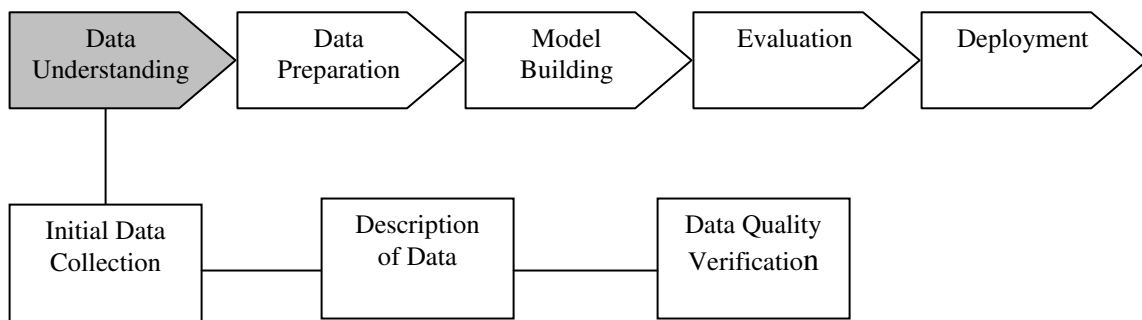 Data
Understanding
Data
Preparation
Model
Building
Evaluation
Deployment
Initial Data
Collection
Description
of Data
Data Quality
Verification